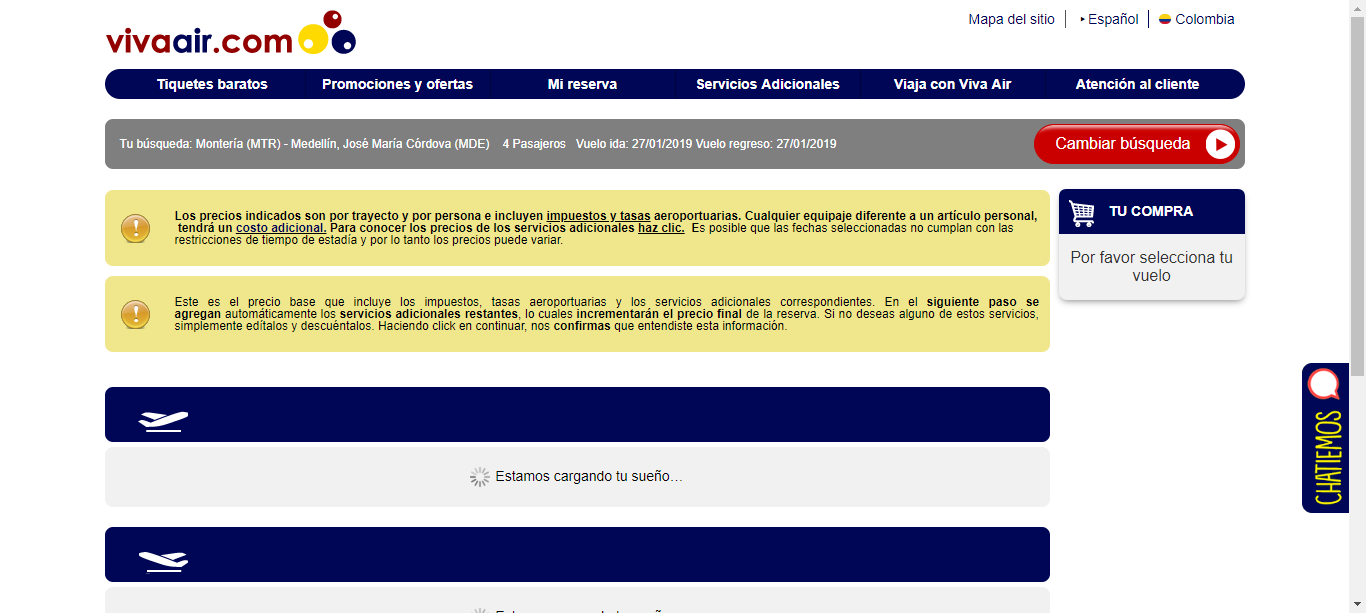 vivaair.com
Mapa del sitio
Español
Colombia
Tiquetes baratos
Promociones y ofertas
Mi reserva
Servicios Adicionales
Viaja con Viva Air
Atención al cliente
Tu búsqueda: Montería (MTR) - Medellín, José María Córdova (MDE) 4 Pasajeros Vuelo ida: 27/01/2019 Vuelo regreso: 27/01/2019
Cambiar búsqueda
Los precios indicados son por trayecto y por persona e incluyen impuestos y tasas aeroportuarias. Cualquier equipaje diferente a un artículo personal,
tendrá un costo adicional. Para conocer los precios de los servicios adicionales haz clic. Es posible que las fechas seleccionadas no cumplan con las
restricciones de tiempo de estadía y por lo tanto los precios puede variar.
TU COMPRA
Por favor selecciona tu
vuelo
Este es el precio base que incluye los impuestos, tasas aeroportuarias y los servicios adicionales correspondientes. En el siguiente paso se
agregan automáticamente los servicios adicionales restantes, lo cuales incrementarán el precio final de la reserva. Si no deseas alguno de estos servicios,
simplemente edítalos y descuéntalos. Haciendo click en continuar, nos confirmas que entendiste esta información.
CHATIEMOS
Estamos cargando tu sueño…